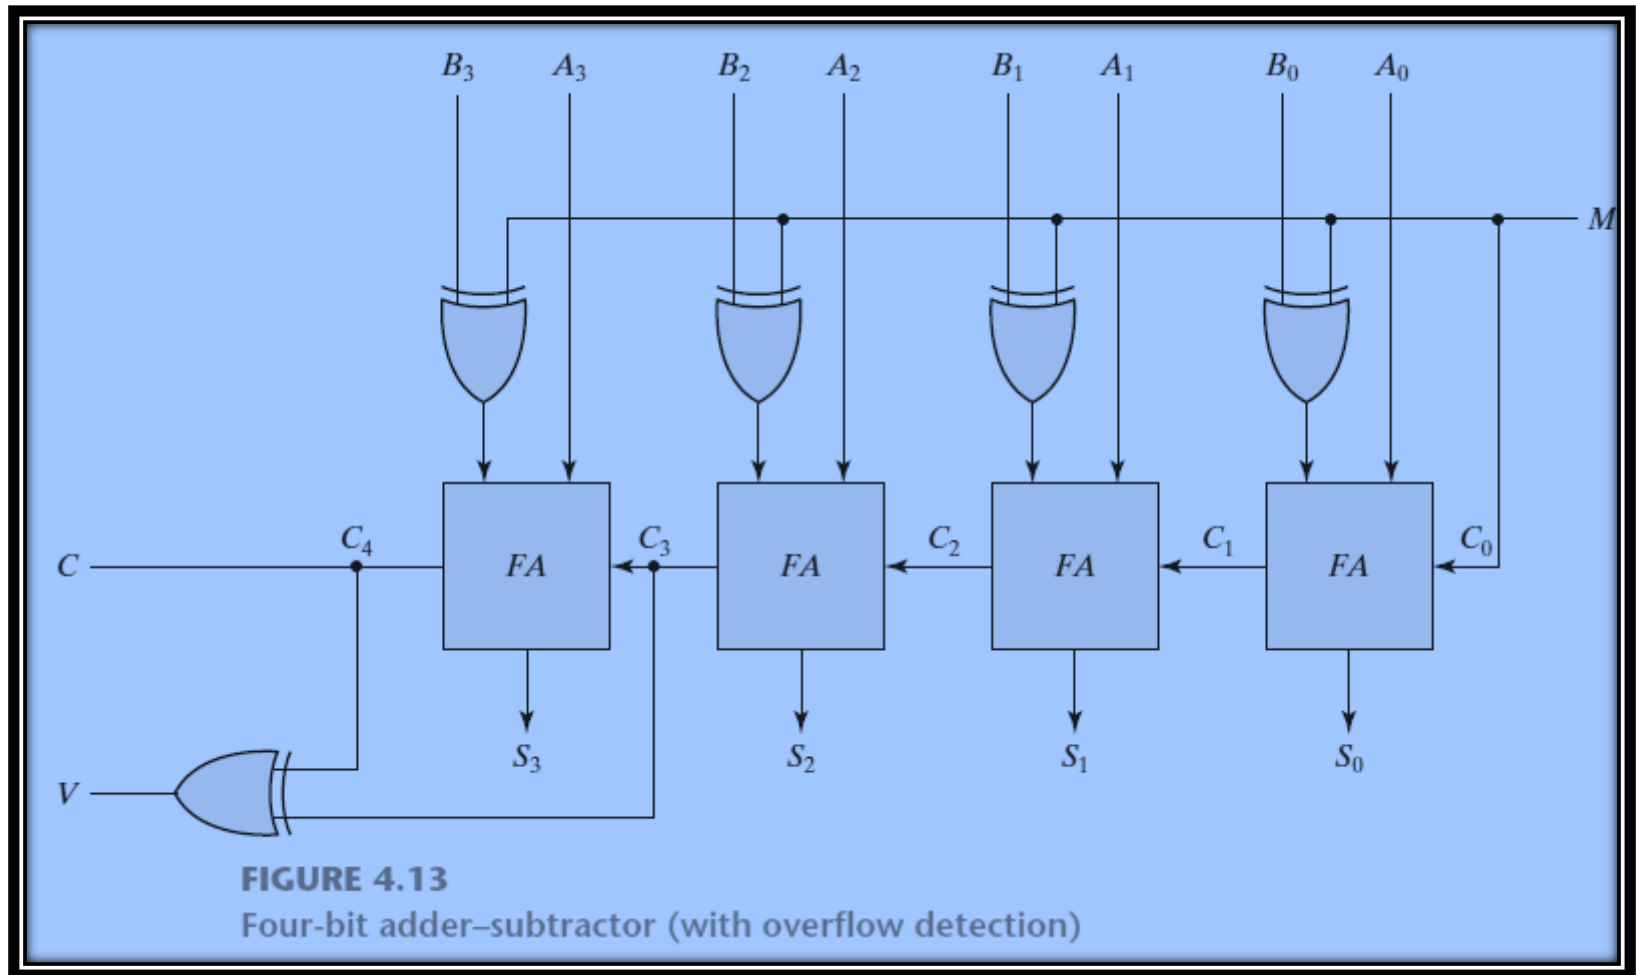 B₃ A₃ B₂ A₂ B₁ A₁ B₀ A₀
M
C₄ C₃ C₂ C₁ C₀
C FA FA FA FA
S₃ S₂ S₁ S₀
V
FIGURE 4.13
Four-bit adder–subtractor (with overflow detection)